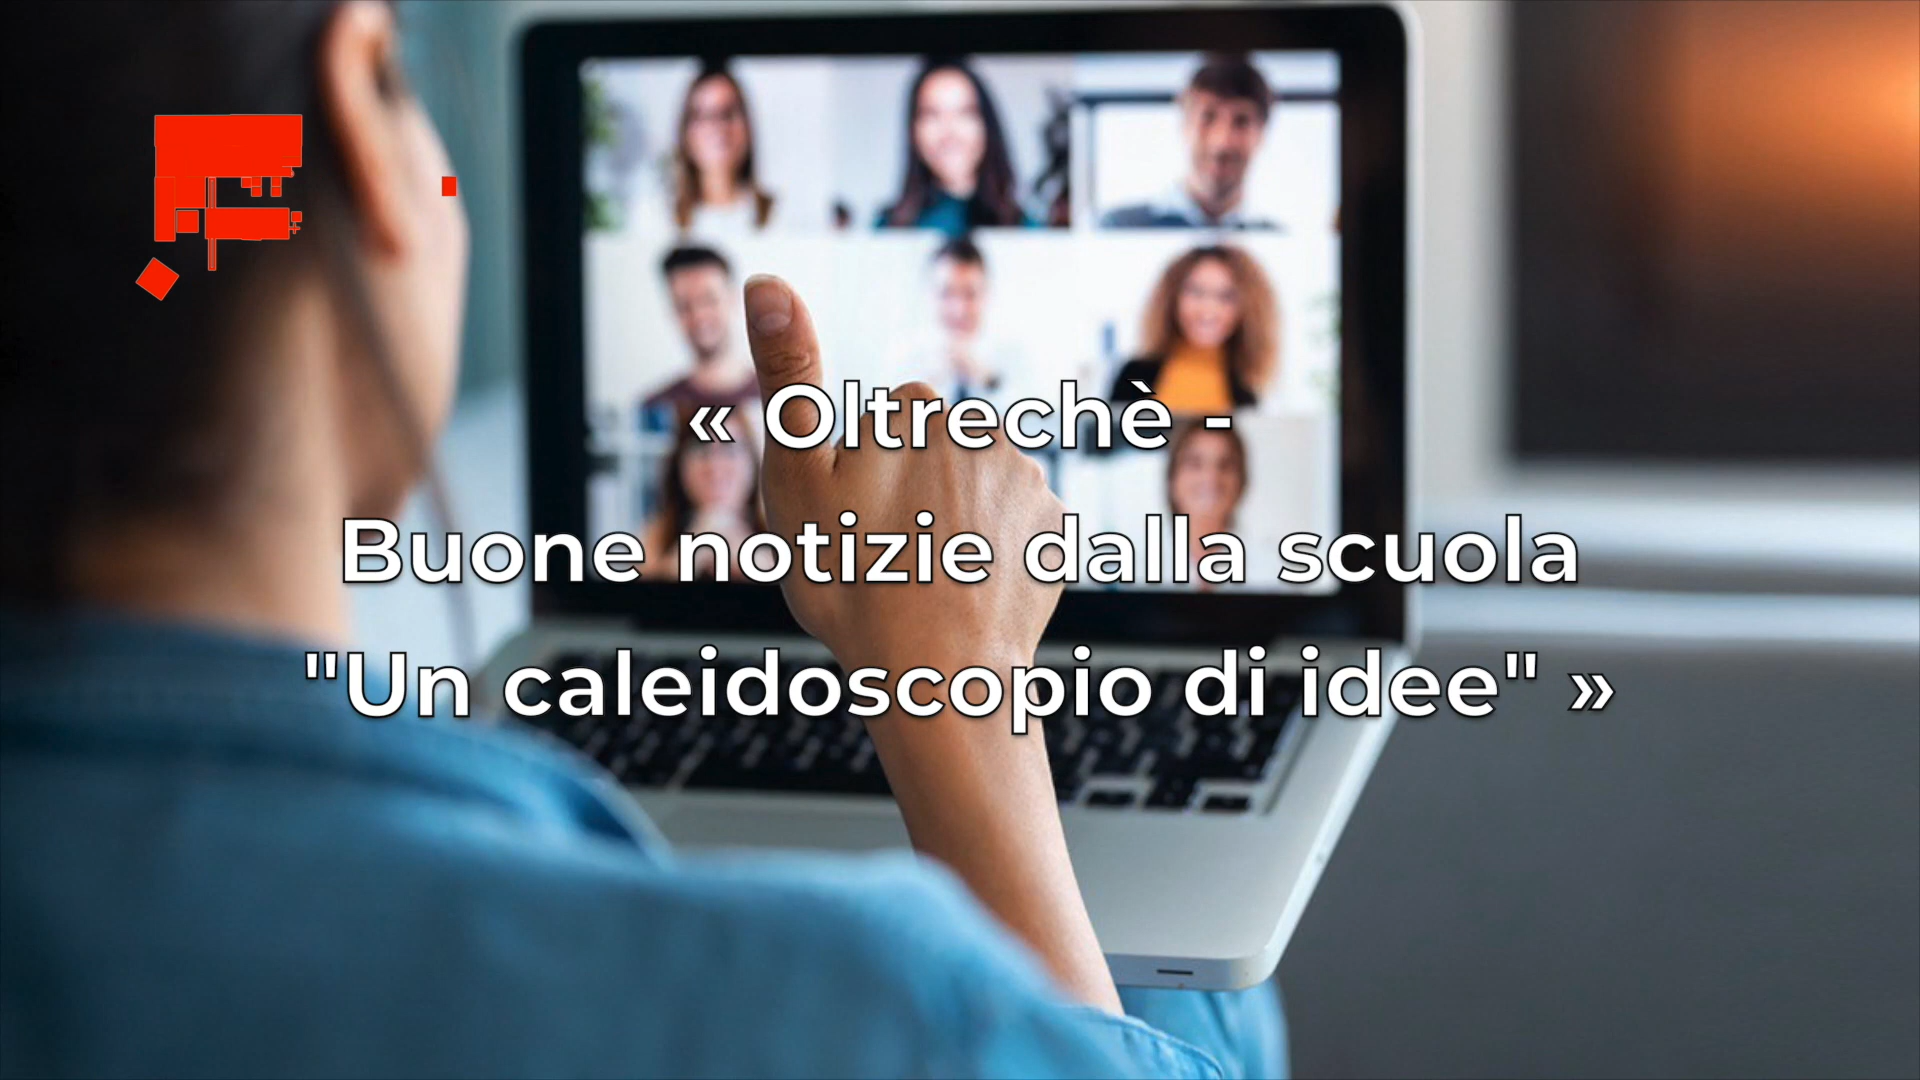 « Oltrechè -
Buone notizie dalla scuola
"Un caleidoscopio di idee" »